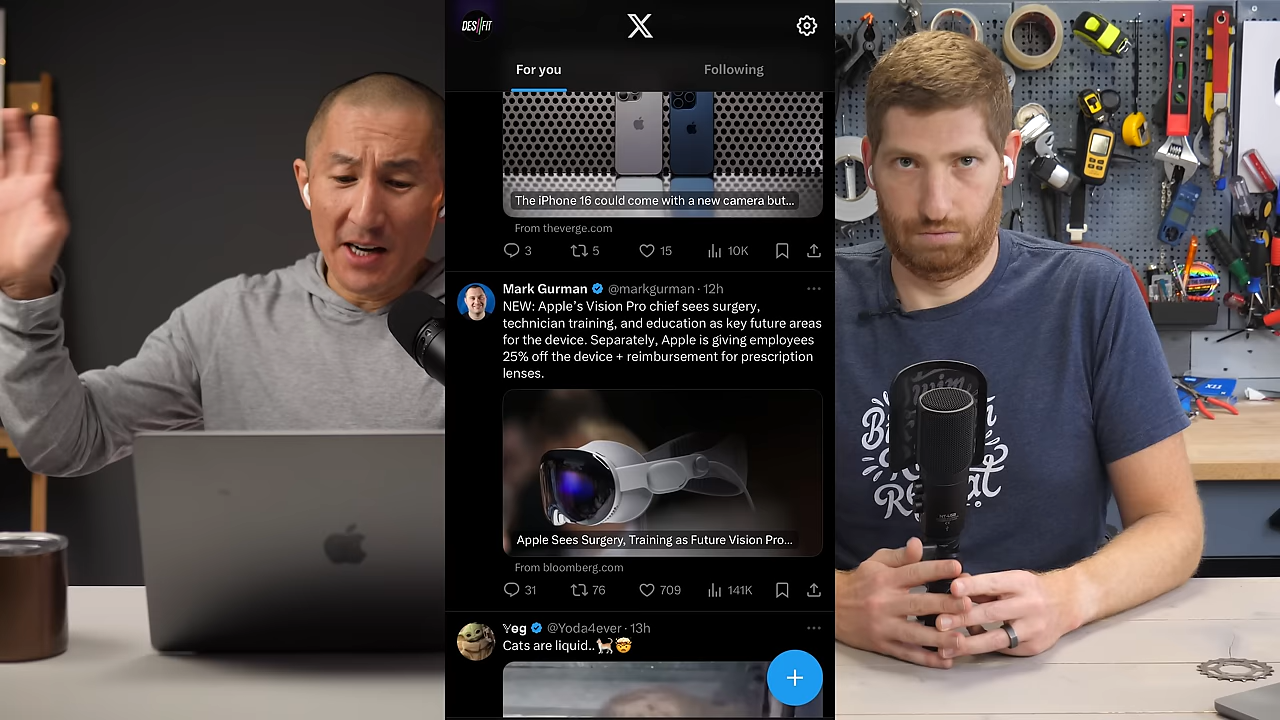 DES//FIT
For you
Following
The iPhone 16 could come with a new camera but...
From theverge.com
3
5
15
10K
Mark Gurman @markgurman · 12h
NEW: Apple's Vision Pro chief sees surgery,
technician training, and education as key future areas
for the device. Separately, Apple is giving employees
25% off the device + reimbursement for prescription
lenses.
Apple Sees Surgery, Training as Future Vision Pro...
From bloomberg.com
31
76
709
141K
Yog @Yoda4ever · 13h
Cats are liquid..🐈🤯